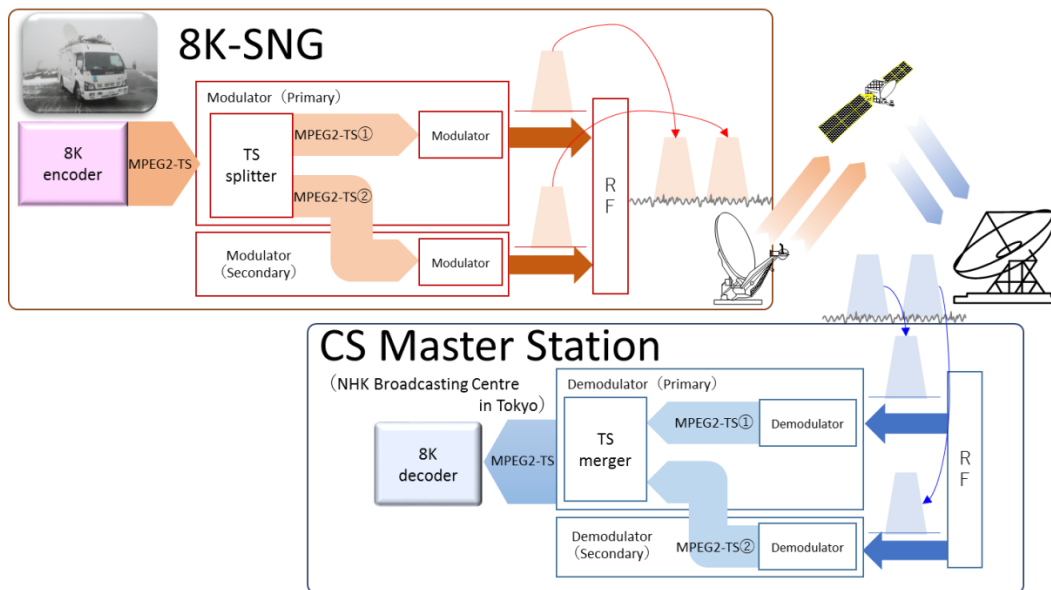 8K-SNG
Modulator（Primary）
MPEG2-TS①
Modulator
8K
encoder
MPEG2-TS
TS
splitter
MPEG2-TS②
R
F
Modulator
（Secondary）
Modulator
CS Master Station
（NHK Broadcasting Centre
in Tokyo）
Demodulator（Primary）
MPEG2-TS①
Demodulator
TS
merger
8K
decoder
MPEG2-TS
R
F
Demodulator
（Secondary）
MPEG2-TS②
Demodulator